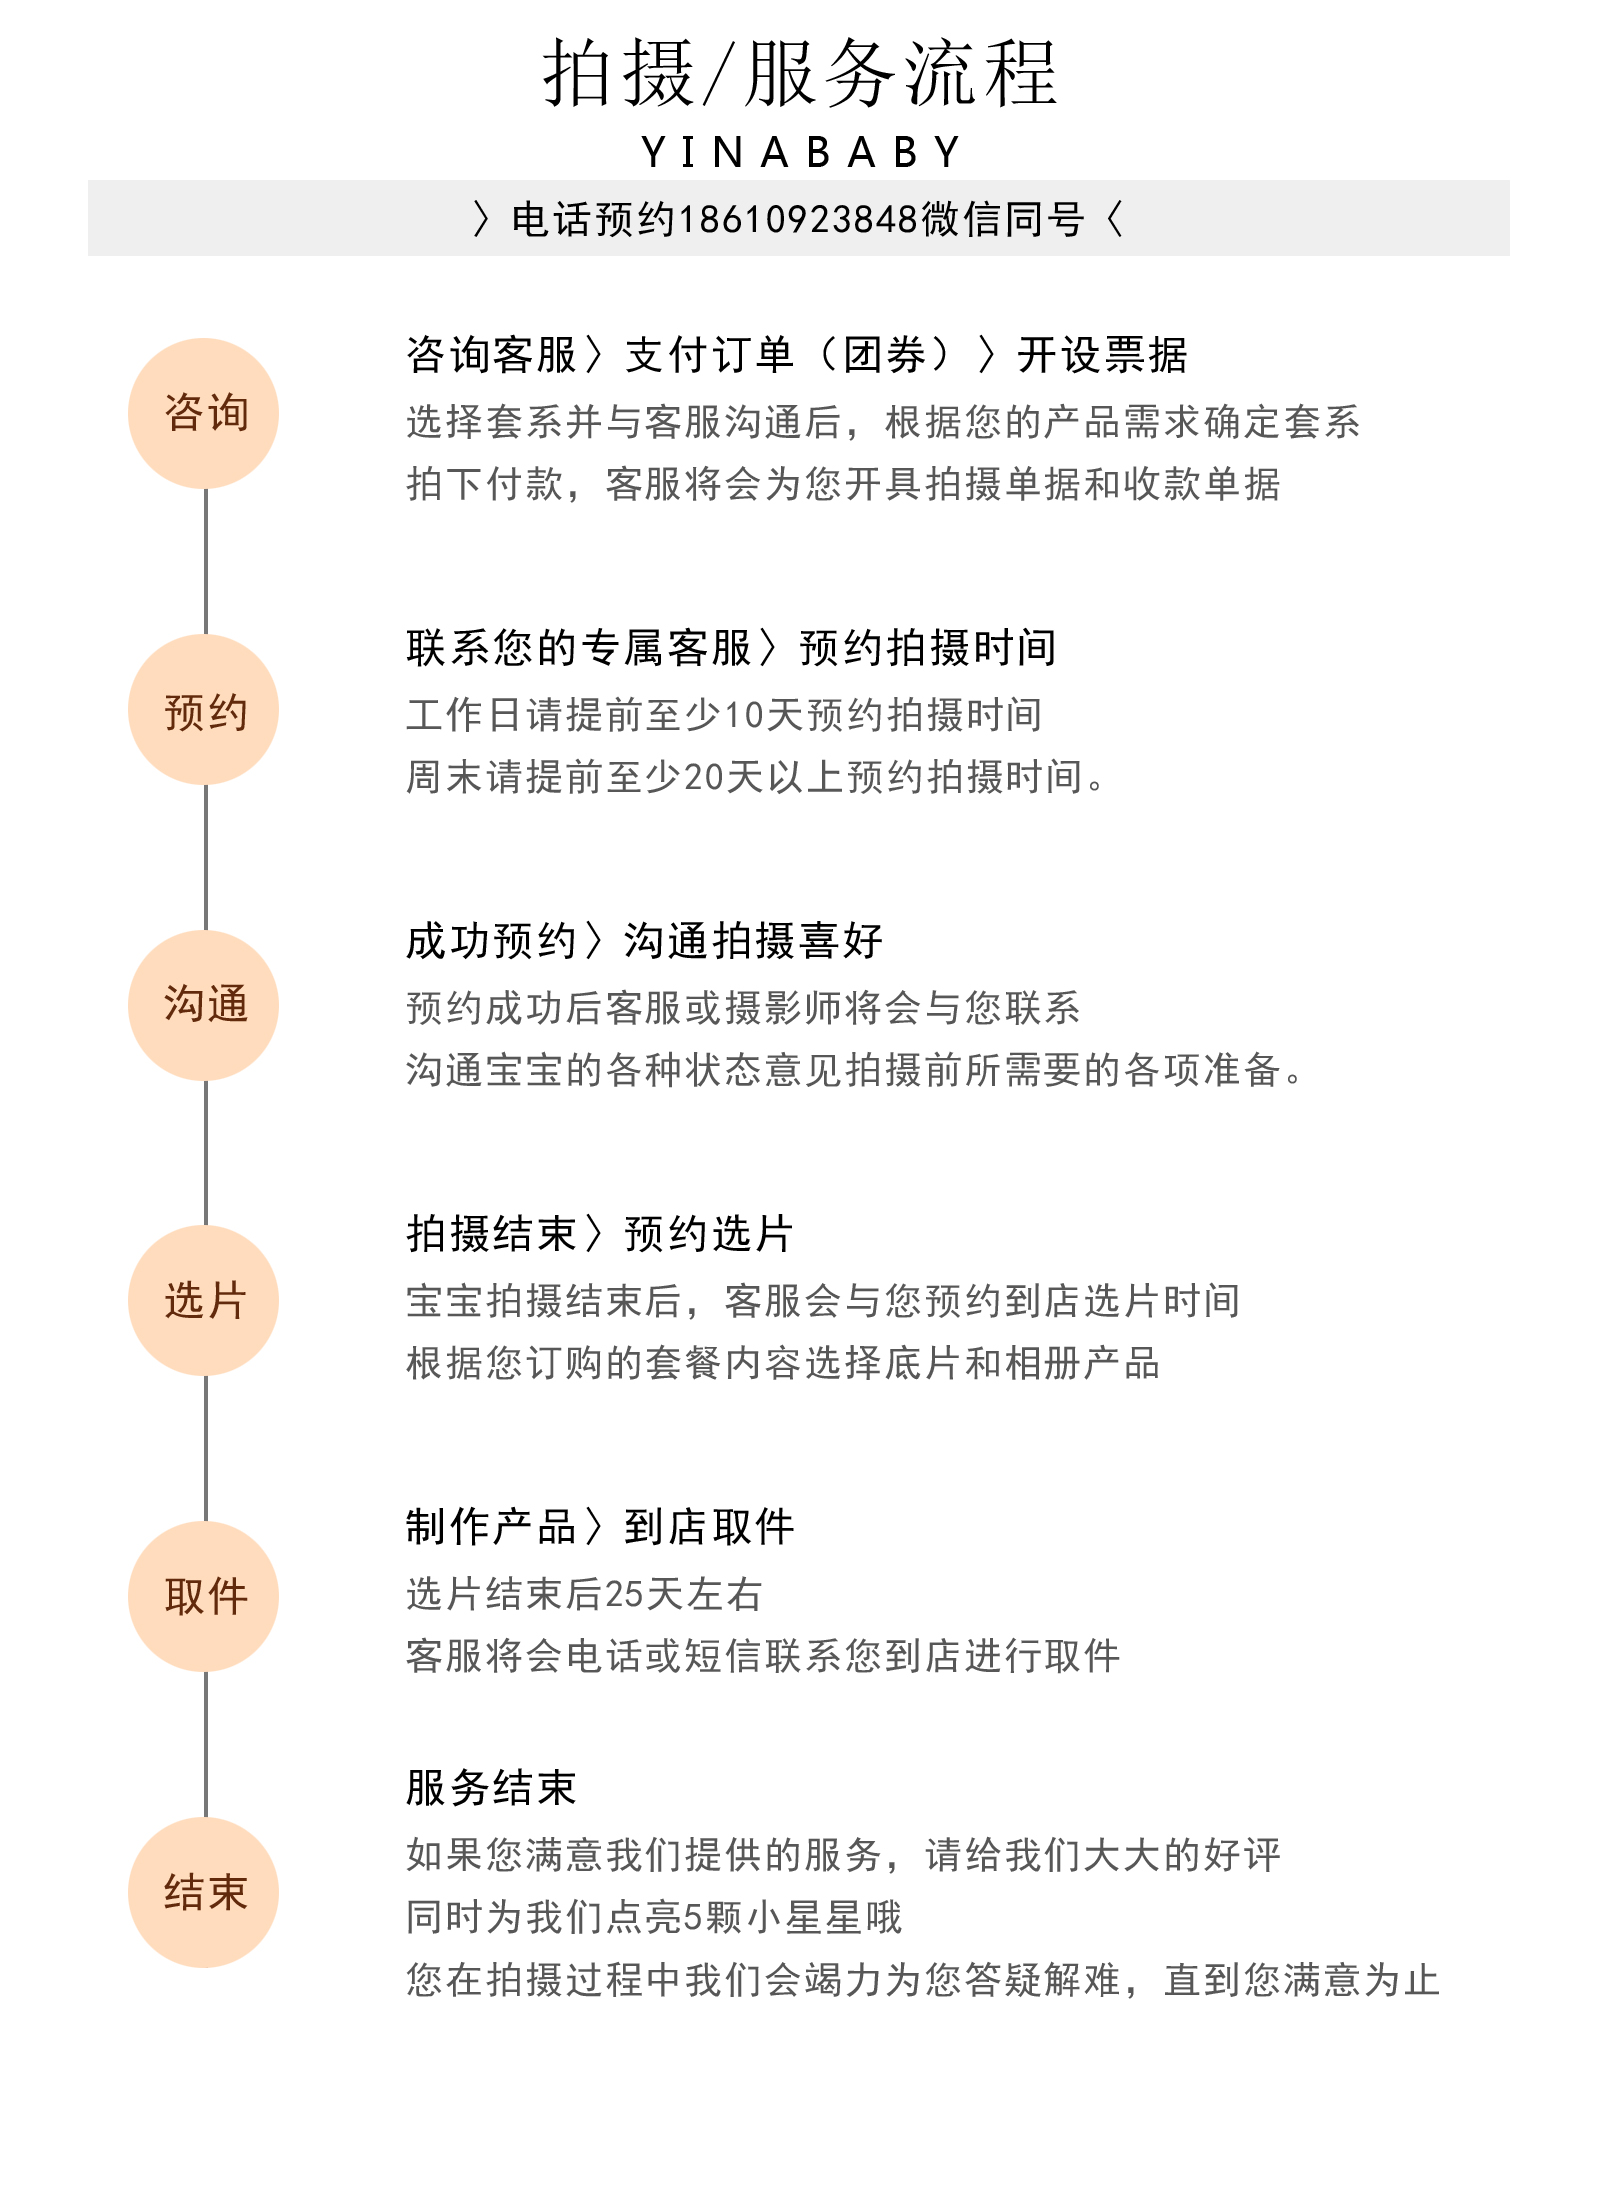 拍摄/服务流程
YINABABY
〉电话预约18610923848微信同号〈
咨询
咨询客服〉支付订单（团券）〉开设票据
选择套系并与客服沟通后，根据您的产品需求确定套系
拍下付款，客服将会为您开具拍摄单据和收款单据
预约
联系您的专属客服〉预约拍摄时间
工作日请提前至少10天预约拍摄时间
周末请提前至少20天以上预约拍摄时间。
沟通
成功预约〉沟通拍摄喜好
预约成功后客服或摄影师将会与您联系
沟通宝宝的各种状态意见拍摄前所需要的各项准备。
选片
拍摄结束〉预约选片
宝宝拍摄结束后，客服会与您预约到店选片时间
根据您订购的套餐内容选择底片和相册产品
取件
制作产品〉到店取件
选片结束后25天左右
客服将会电话或短信联系您到店进行取件
结束
服务结束
如果您满意我们提供的服务，请给我们大大的好评
同时为我们点亮5颗小星星哦
您在拍摄过程中我们会竭力为您答疑解难，直到您满意为止